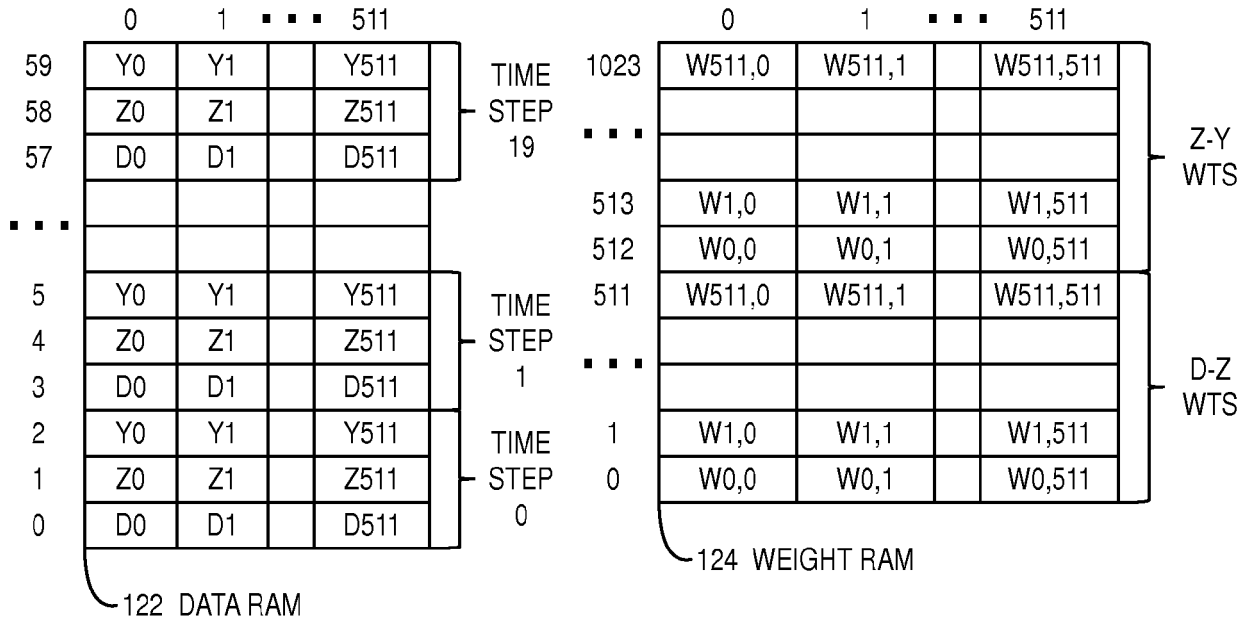 0 1 ▪ ▪ ▪ 511
59 Y0 Y1 Y511
58 Z0 Z1 Z511
57 D0 D1 D511
TIME
STEP
19
▪ ▪ ▪
5 Y0 Y1 Y511
4 Z0 Z1 Z511
3 D0 D1 D511
TIME
STEP
1
2 Y0 Y1 Y511
1 Z0 Z1 Z511
0 D0 D1 D511
TIME
STEP
0
122 DATA RAM
0 1 ▪ ▪ ▪ 511
1023 W511,0 W511,1 W511,511
▪ ▪ ▪
513 W1,0 W1,1 W1,511
512 W0,0 W0,1 W0,511
Z-Y
WTS
511 W511,0 W511,1 W511,511
▪ ▪ ▪
1 W1,0 W1,1 W1,511
0 W0,0 W0,1 W0,511
D-Z
WTS
124 WEIGHT RAM